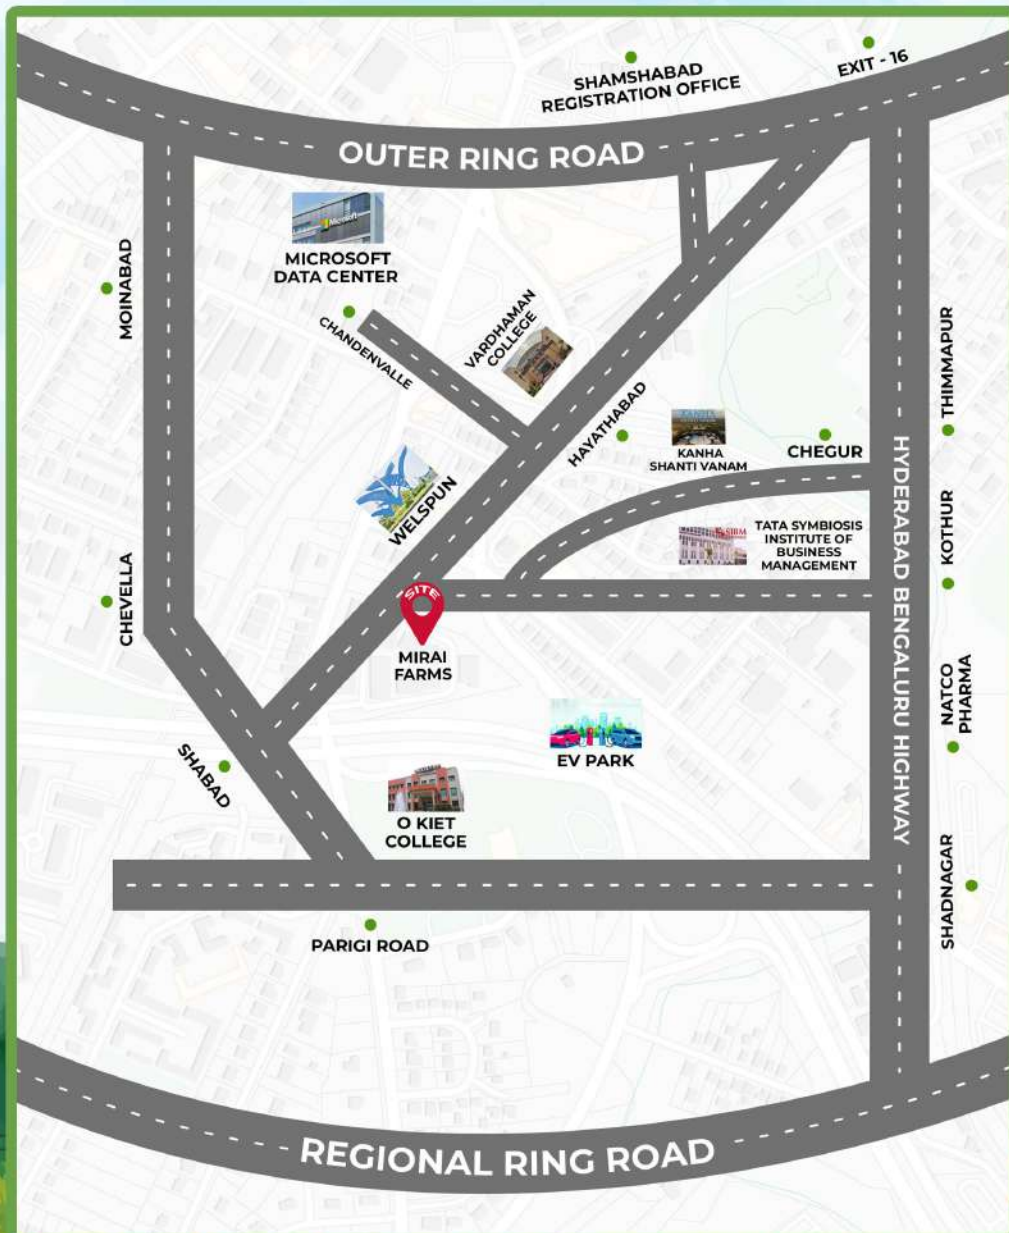 SHAMSHABAD
REGISTRATION OFFICE
EXIT - 16
OUTER RING ROAD
Microsoft
MICROSOFT
DATA CENTER
MOINABAD
CHANDENVALLE
VARDHAMAN
COLLEGE
THIMMAPUR
HAYATHABAD
KANHA
KANHA
SHANTI VANAM
CHEGUR
WELSPUN
HYDERABAD BENGALURU HIGHWAY
KOTHUR
TATA SYMBIOSIS
INSTITUTE OF
BUSINESS
MANAGEMENT
CHEVELLA
SITE
MIRAI
FARMS
NATCO
PHARMA
EV PARK
SHABAD
O KIET
COLLEGE
SHADNAGAR
PARIGI ROAD
REGIONAL RING ROAD